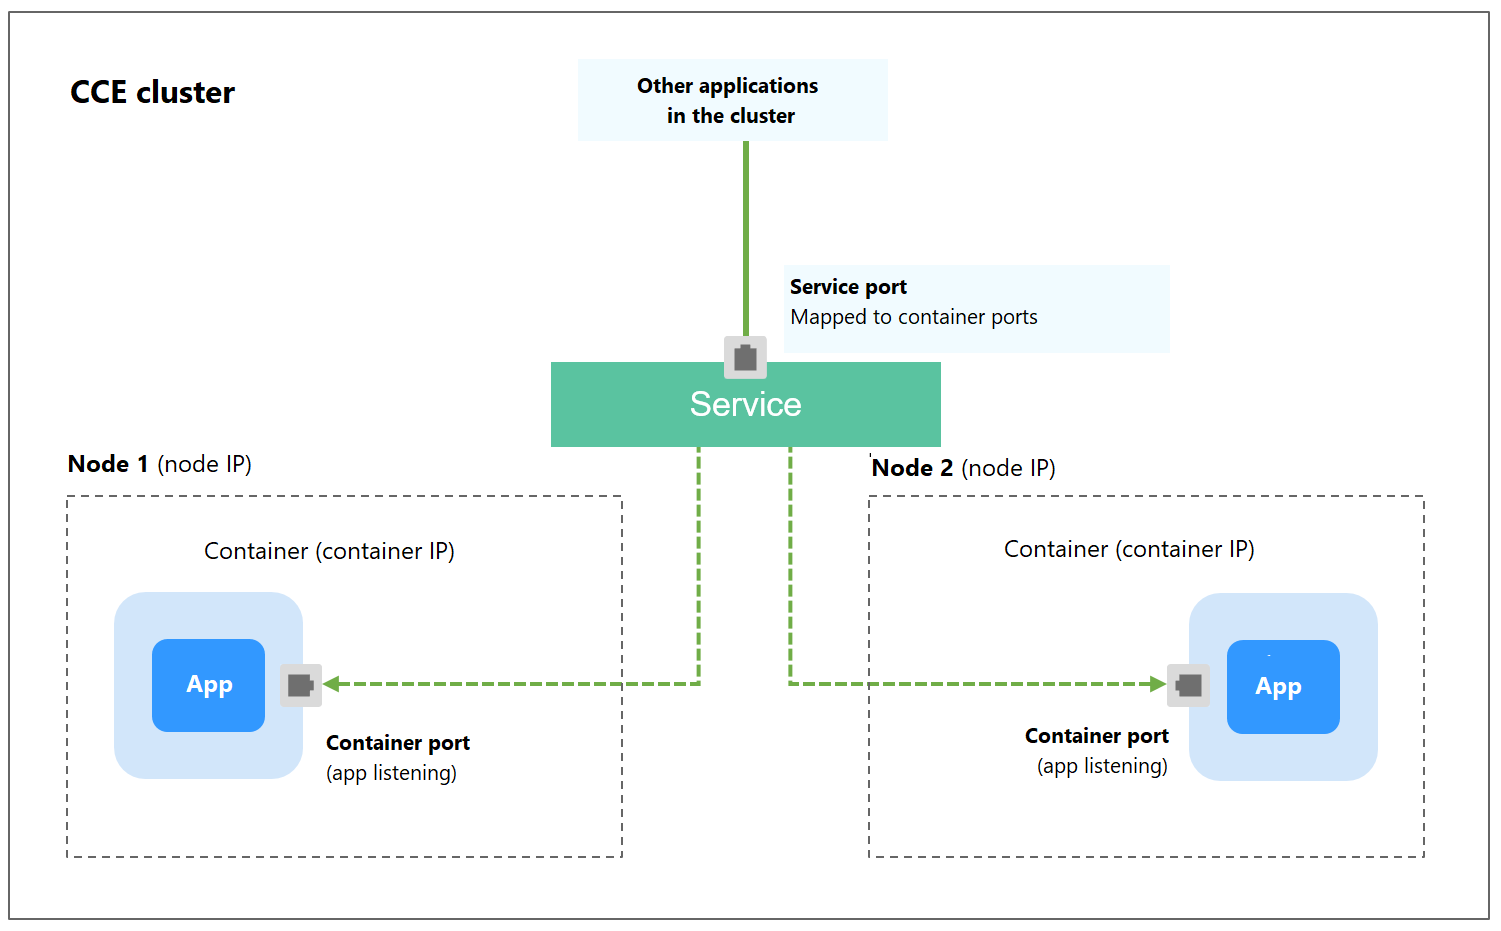 CCE cluster
Other applications
in the cluster
Service port
Mapped to container ports
Service
Node 1 (node IP)
Node 2 (node IP)
Container (container IP)
Container (container IP)
App
App
Container port
(app listening)
Container port
(app listening)